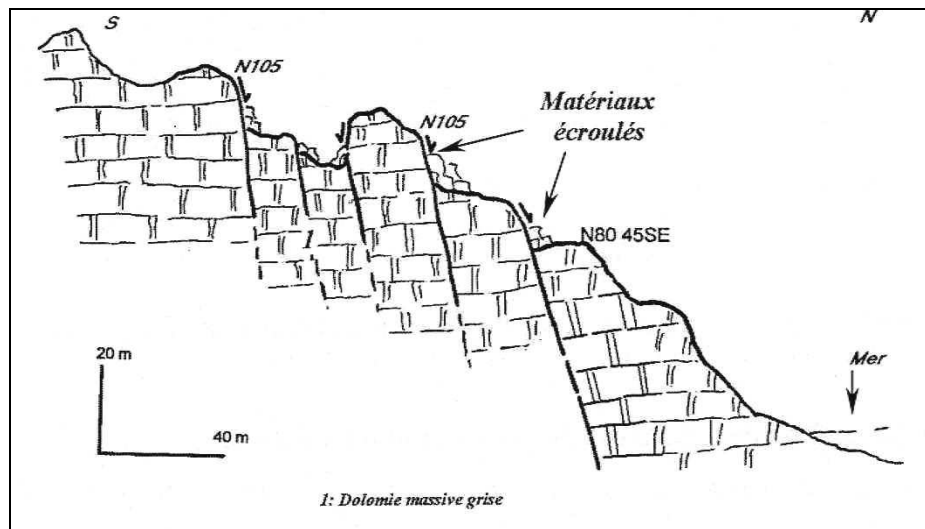 S
N
N105
Matériaux
écroulés
N105
N80 45SE
1
20 m
40 m
Mer
1: Dolomie massive grise